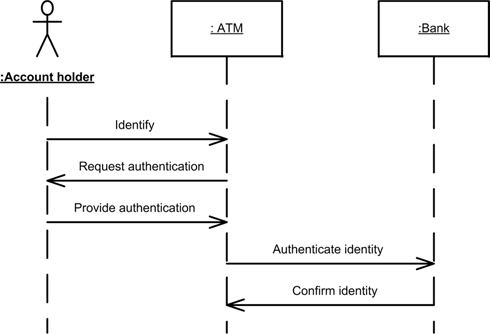 : ATM
:Bank
:Account holder
Identify
Request authentication
Provide authentication
Authenticate identity
Confirm identity